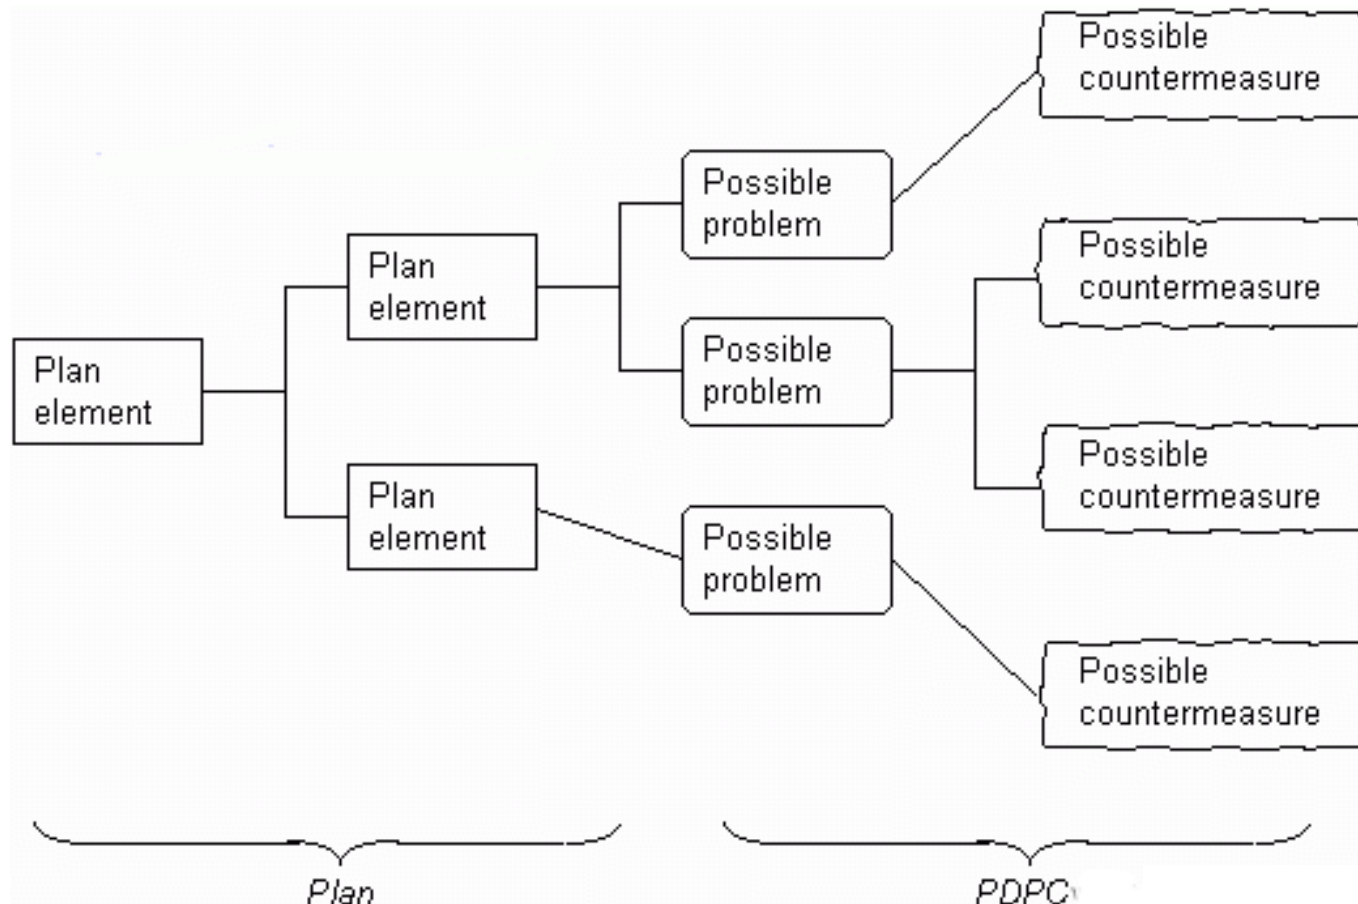 Possible
countermeasure
Possible
problem
Plan
element
Possible
countermeasure
Plan
element
Possible
problem
Plan
element
Possible
problem
Possible
countermeasure
Possible
countermeasure
Plan
PDPC